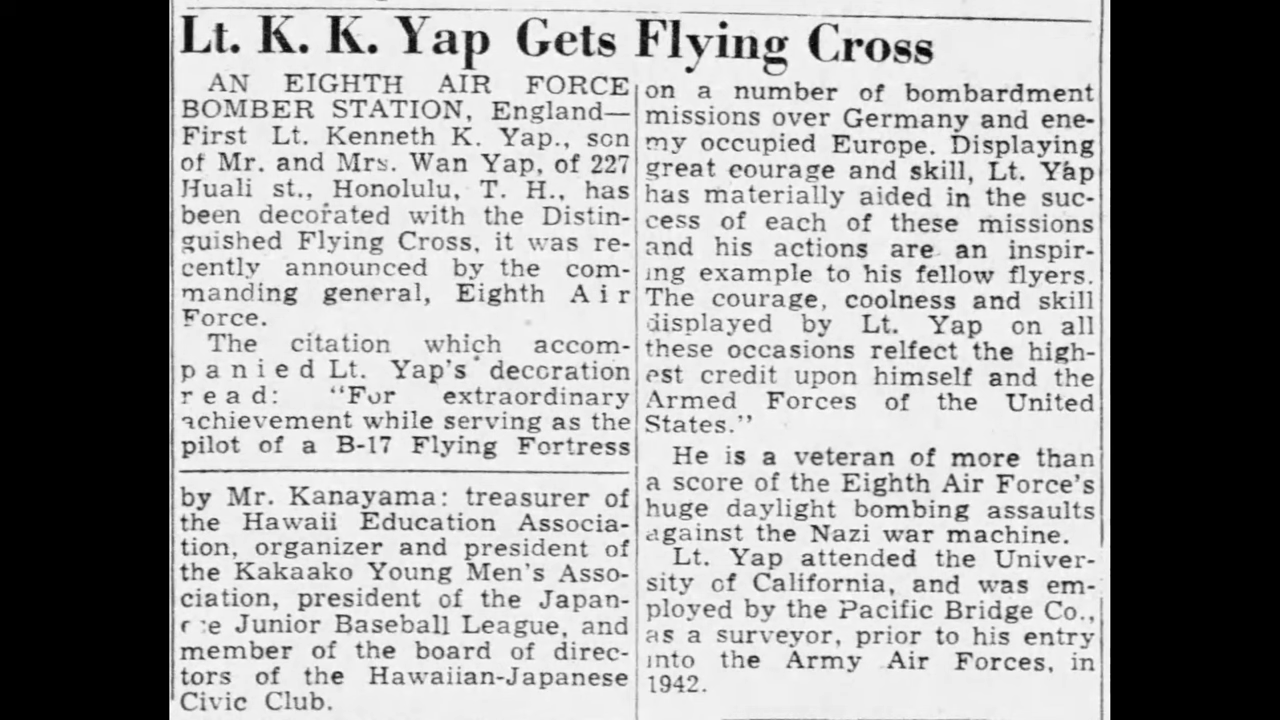 Lt. K. K. Yap Gets Flying Cross
AN EIGHTH AIR FORCE
BOMBER STATION, England—
First Lt. Kenneth K. Yap., son
of Mr. and Mrs. Wan Yap, of 227
Huali st., Honolulu, T. H., has
been decorated with the Distin-
guished Flying Cross, it was re-
cently announced by the com-
manding general, Eighth Air
Force.
The citation which accom-
panied Lt. Yap's decoration
read: "For extraordinary
achievement while serving as the
pilot of a B-17 Flying Fortress
on a number of bombardment
missions over Germany and ene-
my occupied Europe. Displaying
great courage and skill, Lt. Yap
has materially aided in the suc-
cess of each of these missions
and his actions are an inspir-
ing example to his fellow flyers.
The courage, coolness and skill
displayed by Lt. Yap on all
these occasions relfect the high-
est credit upon himself and the
Armed Forces of the United
States."
He is a veteran of more than
a score of the Eighth Air Force's
huge daylight bombing assaults
against the Nazi war machine.
Lt. Yap attended the Univer-
sity of California, and was em-
ployed by the Pacific Bridge Co.,
as a surveyor, prior to his entry
into the Army Air Forces, in
1942.
by Mr. Kanayama: treasurer of
the Hawaii Education Associa-
tion, organizer and president of
the Kakaako Young Men's Asso-
ciation, president of the Japan-
ese Junior Baseball League, and
member of the board of direc-
tors of the Hawaiian-Japanese
Civic Club.